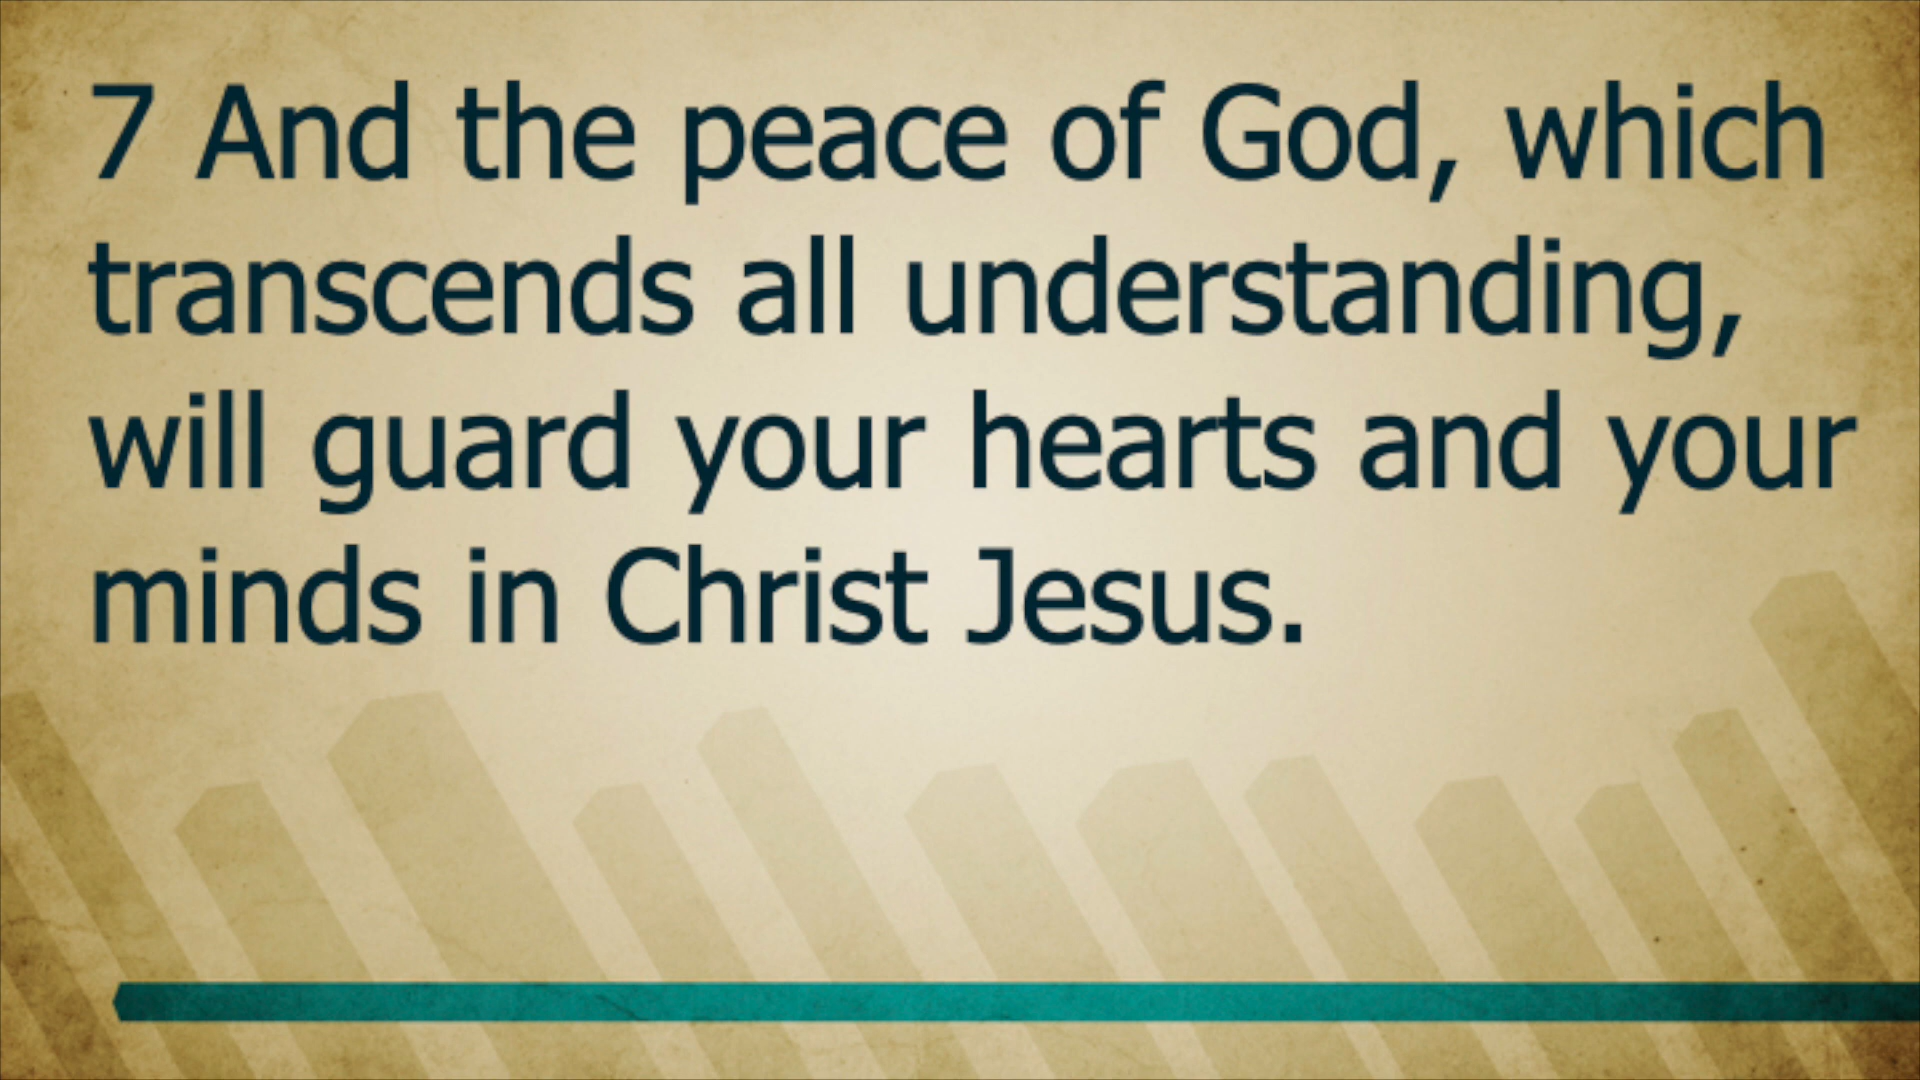 7 And the peace of God, which
transcends all understanding,
will guard your hearts and your
minds in Christ Jesus.